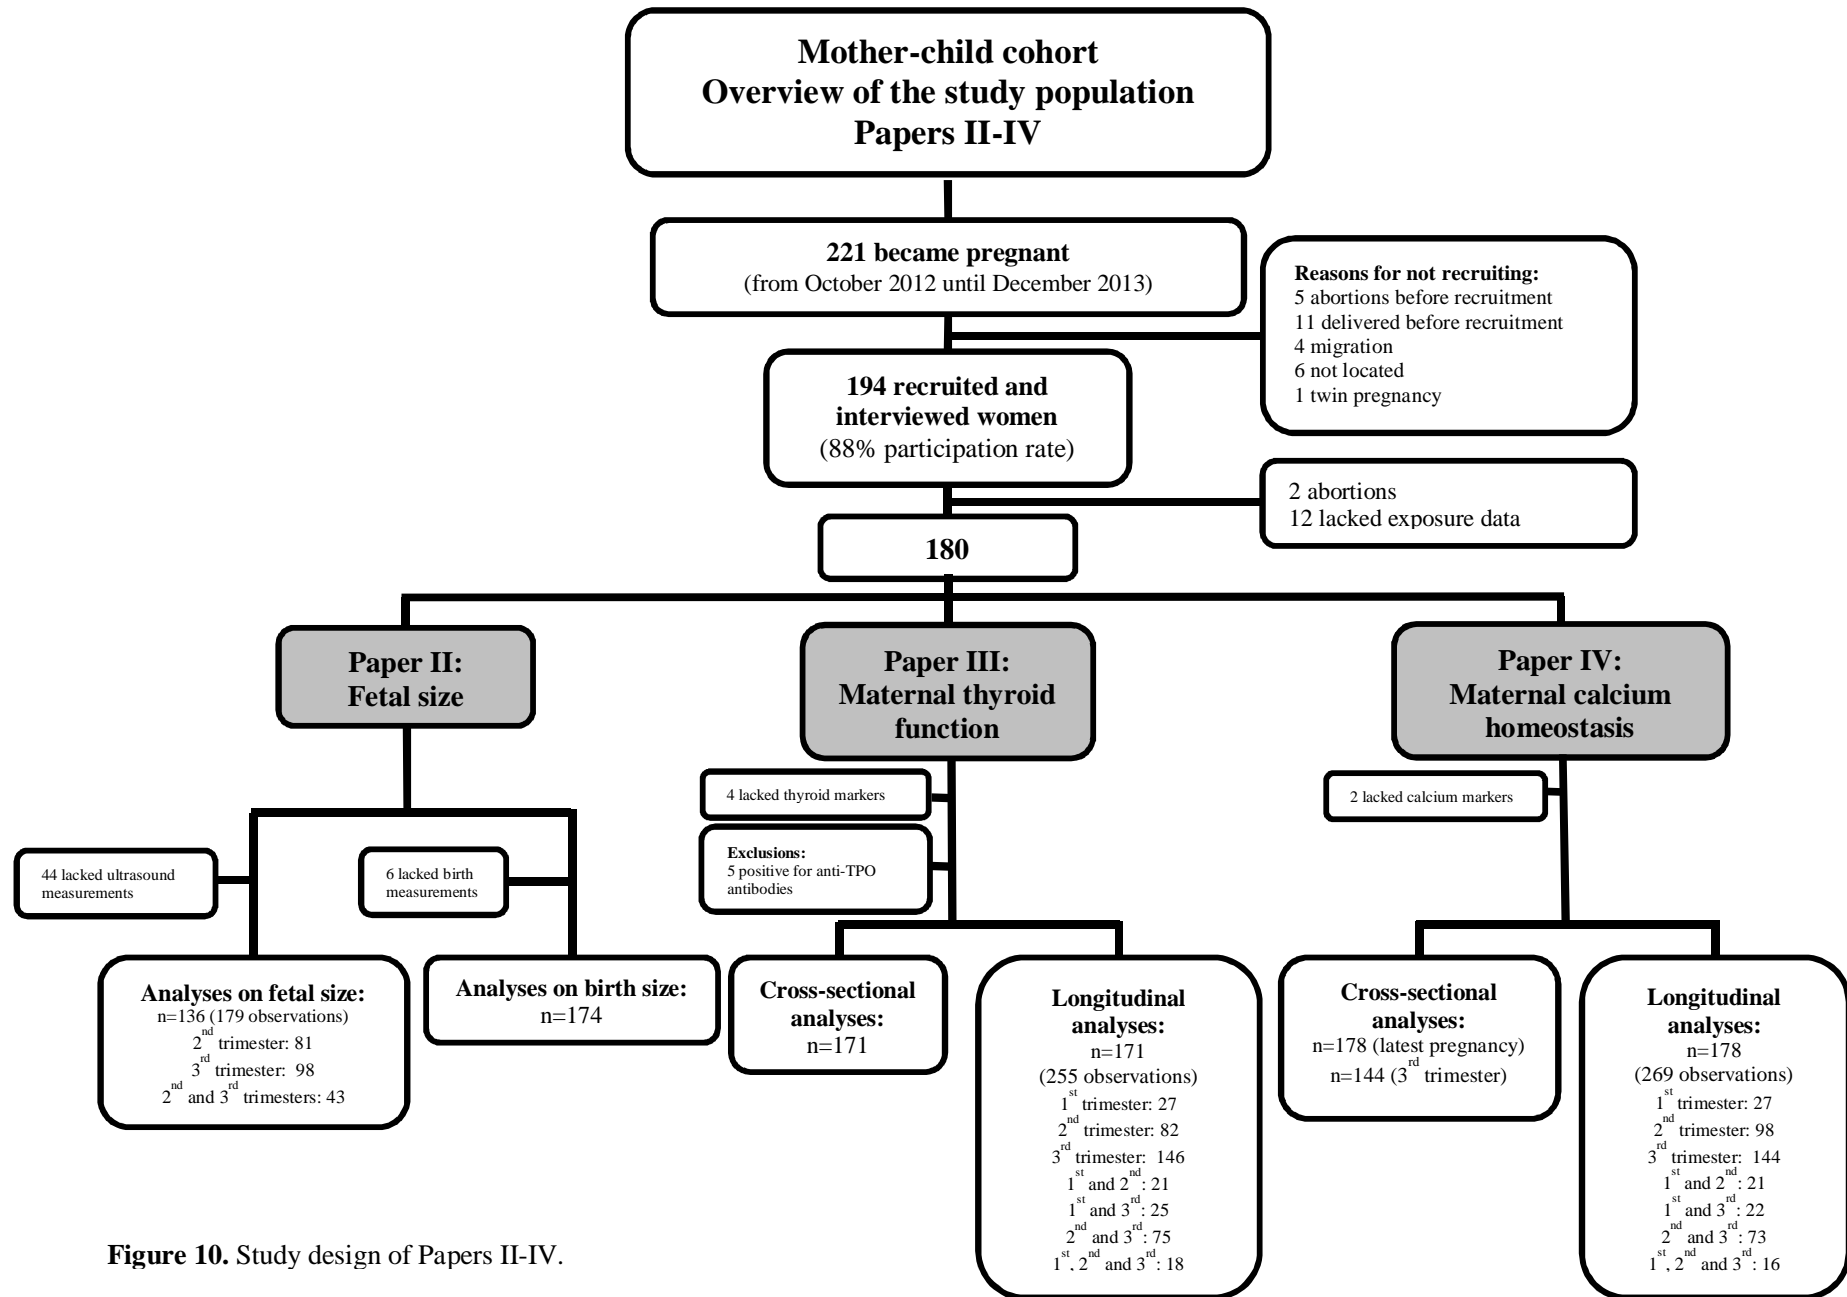 Mother-child cohort
Overview of the study population
Papers II-IV
221 became pregnant
(from October 2012 until December 2013)
Reasons for not recruiting:
5 abortions before recruitment
11 delivered before recruitment
4 migration
6 not located
1 twin pregnancy
194 recruited and
interviewed women
(88% participation rate)
2 abortions
12 lacked exposure data
180
Paper II:
Fetal size
Paper III:
Maternal thyroid
function
Paper IV:
Maternal calcium
homeostasis
4 lacked thyroid markers
2 lacked calcium markers
Exclusions:
5 positive for anti-TPO
antibodies
44 lacked ultrasound
measurements
6 lacked birth
measurements
Analyses on fetal size:
n=136 (179 observations)
2nd trimester: 81
3rd trimester: 98
2nd and 3rd trimesters: 43
Analyses on birth size:
n=174
Cross-sectional
analyses:
n=171
Longitudinal
analyses:
n=171
(255 observations)
1st trimester: 27
2nd trimester: 82
3rd trimester: 146
1st and 2nd: 21
1st and 3rd: 25
2nd and 3rd: 75
1st, 2nd and 3rd: 18
Cross-sectional
analyses:
n=178 (latest pregnancy)
n=144 (3rd trimester)
Longitudinal
analyses:
n=178
(269 observations)
1st trimester: 27
2nd trimester: 98
3rd trimester: 144
1st and 2nd: 21
1st and 3rd: 22
2nd and 3rd: 73
1st, 2nd and 3rd: 16
Figure 10. Study design of Papers II-IV.